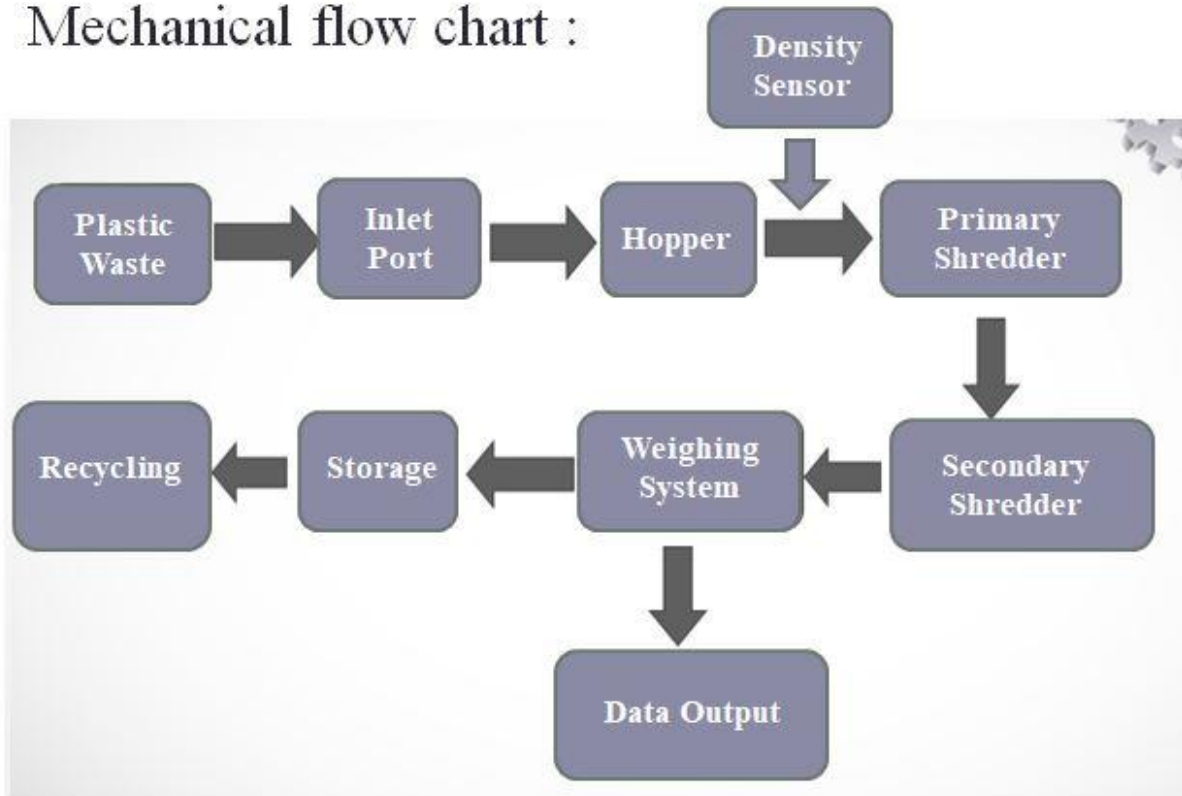 Mechanical flow chart :
Density
Sensor
Plastic
Waste
Inlet
Port
Hopper
Primary
Shredder
Recycling
Storage
Weighing
System
Secondary
Shredder
Data Output